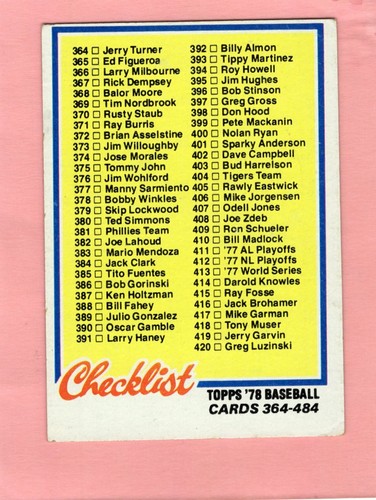 364 □ Jerry Turner
365 □ Ed Figueroa
366 □ Larry Milbourne
367 □ Rick Dempsey
368 □ Balor Moore
369 □ Tim Nordbrook
370 □ Rusty Staub
371 □ Ray Burris
372 □ Brian Asselstine
373 □ Jim Willoughby
374 □ Jose Morales
375 □ Tommy John
376 □ Jim Wohlford
377 □ Manny Sarmiento
378 □ Bobby Winkles
379 □ Skip Lockwood
380 □ Ted Simmons
381 □ Phillies Team
382 □ Joe Lahoud
383 □ Mario Mendoza
384 □ Jack Clark
385 □ Tito Fuentes
386 □ Bob Gorinski
387 □ Ken Holtzman
388 □ Bill Fahey
389 □ Julio Gonzalez
390 □ Oscar Gamble
391 □ Larry Haney
392 □ Billy Almon
393 □ Tippy Martinez
394 □ Roy Howell
395 □ Jim Hughes
396 □ Bob Stinson
397 □ Greg Gross
398 □ Don Hood
399 □ Pete Mackanin
400 □ Nolan Ryan
401 □ Sparky Anderson
402 □ Dave Campbell
403 □ Bud Harrelson
404 □ Tigers Team
405 □ Rawly Eastwick
406 □ Mike Jorgensen
407 □ Odell Jones
408 □ Joe Zdeb
409 □ Ron Schueler
410 □ Bill Madlock
411 □ '77 AL Playoffs
412 □ '77 NL Playoffs
413 □ '77 World Series
414 □ Darold Knowles
415 □ Ray Fosse
416 □ Jack Brohamer
417 □ Mike Garman
418 □ Tony Muser
419 □ Jerry Garvin
420 □ Greg Luzinski
Checklist
TOPPS '78 BASEBALL
CARDS 364-484